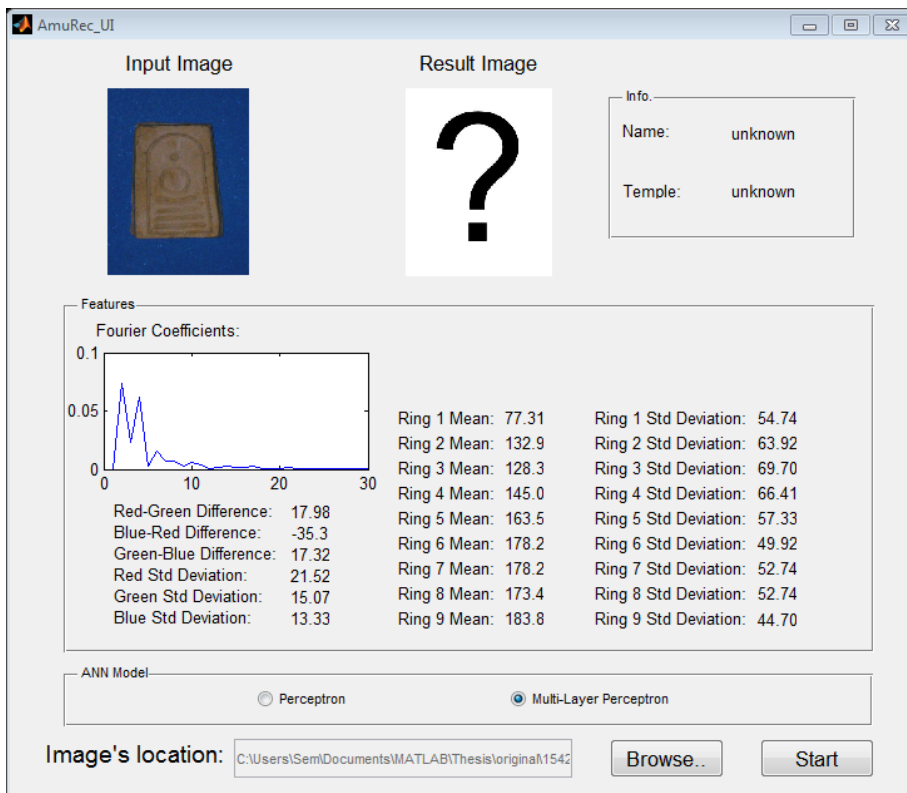 AmuRec_UI
Input Image
Result Image
?
Info.
Name: unknown
Temple: unknown
Features
Fourier Coefficients:
0.1
0.05
0
0 10 20 30
Red-Green Difference: 17.98
Blue-Red Difference: -35.3
Green-Blue Difference: 17.32
Red Std Deviation: 21.52
Green Std Deviation: 15.07
Blue Std Deviation: 13.33
Ring 1 Mean: 77.31
Ring 2 Mean: 132.9
Ring 3 Mean: 128.3
Ring 4 Mean: 145.0
Ring 5 Mean: 163.5
Ring 6 Mean: 178.2
Ring 7 Mean: 178.2
Ring 8 Mean: 173.4
Ring 9 Mean: 183.8
Ring 1 Std Deviation: 54.74
Ring 2 Std Deviation: 63.92
Ring 3 Std Deviation: 69.70
Ring 4 Std Deviation: 66.41
Ring 5 Std Deviation: 57.33
Ring 6 Std Deviation: 49.92
Ring 7 Std Deviation: 52.74
Ring 8 Std Deviation: 52.74
Ring 9 Std Deviation: 44.70
ANN Model
Perceptron
Multi-Layer Perceptron
Image's location: C:\Users\Sem\Documents\MATLAB\Thesis\original\1542
Browse..
Start